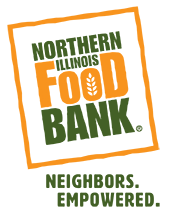 NORTHERN
ILLINOIS
FOOD
BANK®
NEIGHBORS.
EMPOWERED.